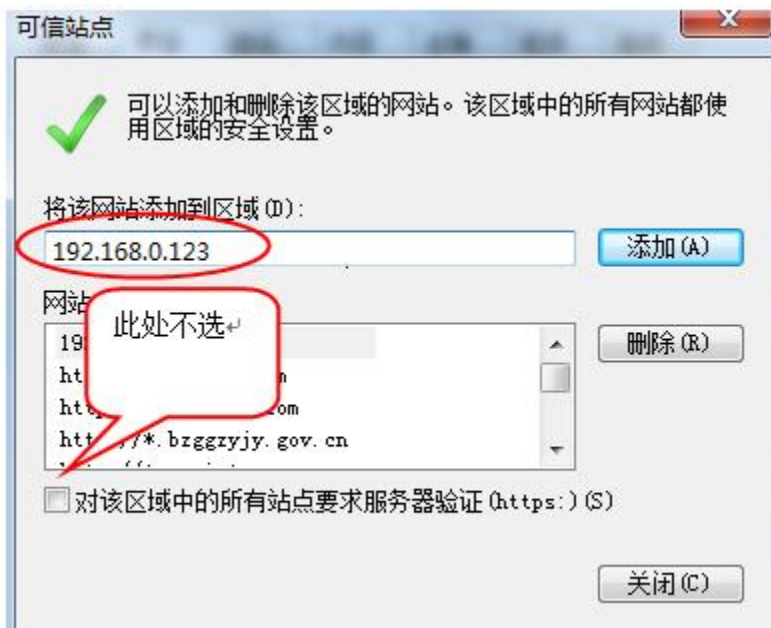 可信站点
可以添加和删除该区域的网站。该区域中的所有网站都使
用区域的安全设置。
将该网站添加到区域(D):
192.168.0.123
添加(A)
网站
此处不选
删除(R)
http://*.bzggzyjy.gov.cn
对该区域中的所有站点要求服务器验证(https:)(S)
关闭(C)